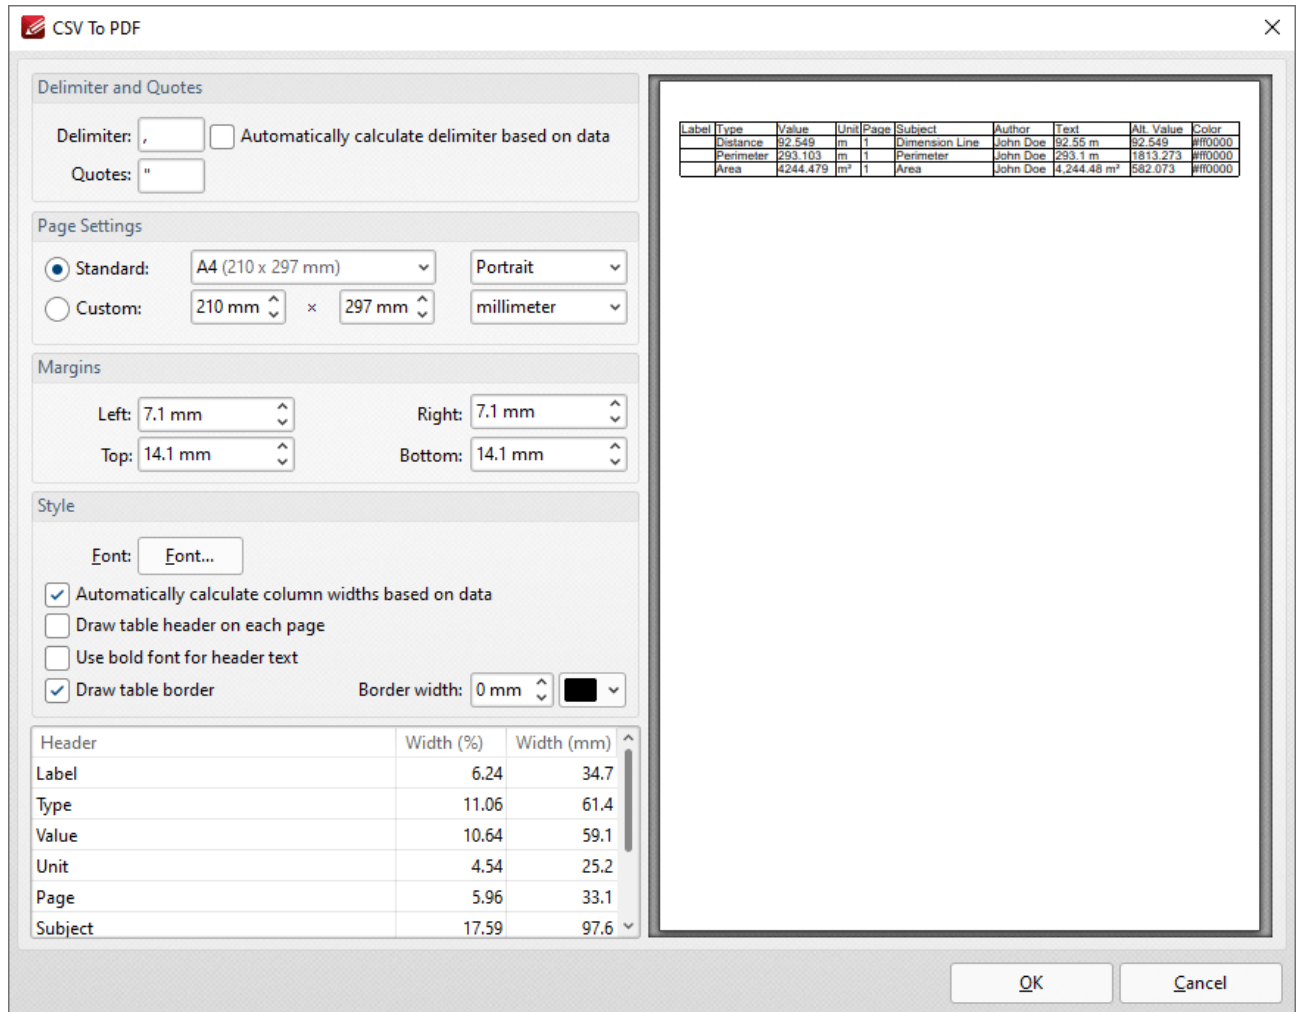 CSV To PDF
Delimiter and Quotes
Delimiter: , Automatically calculate delimiter based on data
Quotes: "
Page Settings
Standard: A4 (210 x 297 mm) Portrait
Custom: 210 mm × 297 mm millimeter
Margins
Left: 7.1 mm Right: 7.1 mm
Top: 14.1 mm Bottom: 14.1 mm
Style
Font: Font...
Automatically calculate column widths based on data
Draw table header on each page
Use bold font for header text
Draw table border Border width: 0 mm
Header Width (%) Width (mm)
Label 6.24 34.7
Type 11.06 61.4
Value 10.64 59.1
Unit 4.54 25.2
Page 5.96 33.1
Subject 17.59 97.6
Label Type Value Unit Page Subject Author Text Alt. Value Color
Distance 92.549 m 1 Dimension Line John Doe 92.55 m 92.549 #ff0000
Perimeter 293.103 m 1 Perimeter John Doe 293.1 m 1813.273 #ff0000
Area 4244.479 m² 1 Area John Doe 4,244.48 m² 582.073 #ff0000
OK Cancel